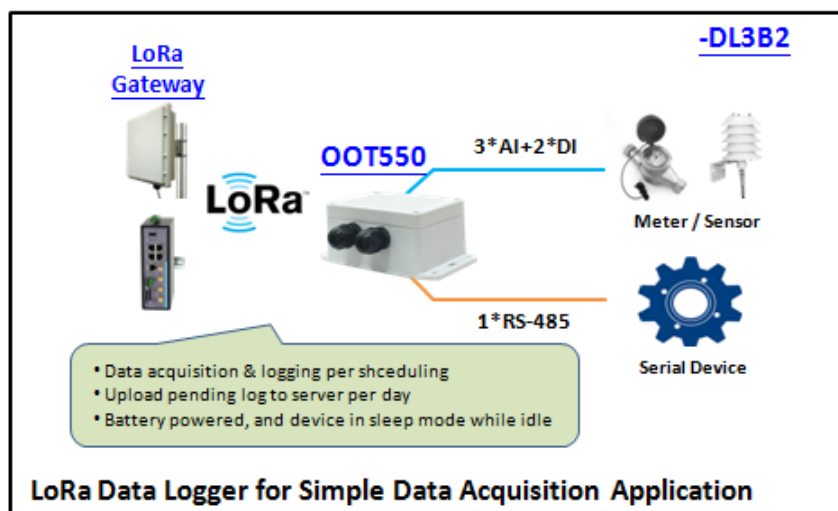 -DL3B2
LoRa
Gateway
OOT550
3*AI+2*DI
LoRa™
Meter / Sensor
1*RS-485
Serial Device
• Data acquisition & logging per shceduling
• Upload pending log to server per day
• Battery powered, and device in sleep mode while idle
LoRa Data Logger for Simple Data Acquisition Application